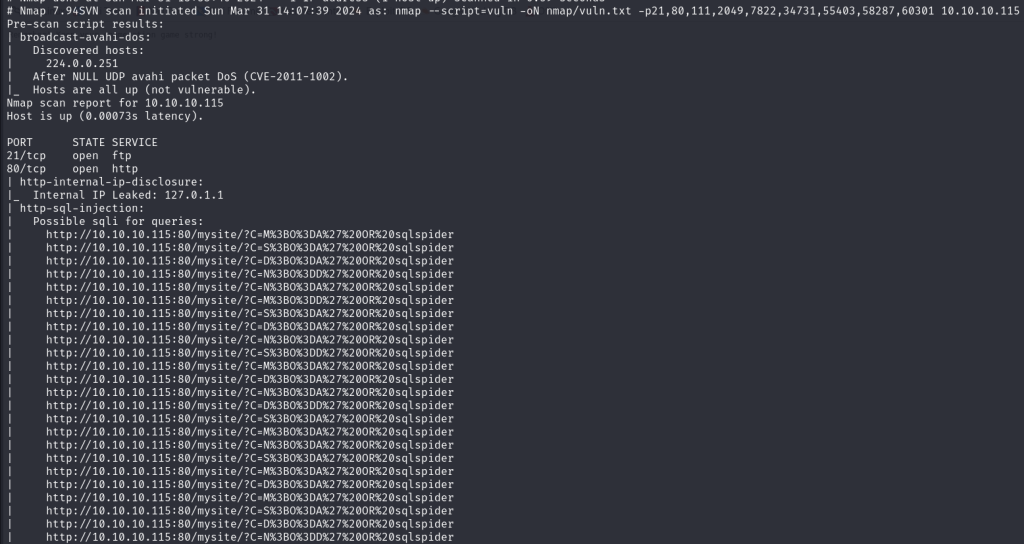 # Nmap 7.94SVN scan initiated Sun Mar 31 14:07:39 2024 as: nmap --script=vuln -oN nmap/vuln.txt -p21,80,111,2049,7822,34731,55403,58287,60301 10.10.10.115
Pre-scan script results:
| broadcast-avahi-dos:
|   Discovered hosts:
|     224.0.0.251
|   After NULL UDP avahi packet DoS (CVE-2011-1002).
|_  Hosts are all up (not vulnerable).
Nmap scan report for 10.10.10.115
Host is up (0.00073s latency).

PORT      STATE SERVICE
21/tcp    open  ftp
80/tcp    open  http
| http-internal-ip-disclosure:
|_  Internal IP Leaked: 127.0.1.1
| http-sql-injection:
|   Possible sqli for queries:
|     http://10.10.10.115:80/mysite/?C=M%3BO%3DA%27%20OR%20sqlspider
|     http://10.10.10.115:80/mysite/?C=S%3BO%3DA%27%20OR%20sqlspider
|     http://10.10.10.115:80/mysite/?C=D%3BO%3DA%27%20OR%20sqlspider
|     http://10.10.10.115:80/mysite/?C=N%3BO%3DD%27%20OR%20sqlspider
|     http://10.10.10.115:80/mysite/?C=N%3BO%3DA%27%20OR%20sqlspider
|     http://10.10.10.115:80/mysite/?C=M%3BO%3DD%27%20OR%20sqlspider
|     http://10.10.10.115:80/mysite/?C=S%3BO%3DA%27%20OR%20sqlspider
|     http://10.10.10.115:80/mysite/?C=D%3BO%3DA%27%20OR%20sqlspider
|     http://10.10.10.115:80/mysite/?C=N%3BO%3DA%27%20OR%20sqlspider
|     http://10.10.10.115:80/mysite/?C=S%3BO%3DD%27%20OR%20sqlspider
|     http://10.10.10.115:80/mysite/?C=M%3BO%3DA%27%20OR%20sqlspider
|     http://10.10.10.115:80/mysite/?C=D%3BO%3DA%27%20OR%20sqlspider
|     http://10.10.10.115:80/mysite/?C=N%3BO%3DA%27%20OR%20sqlspider
|     http://10.10.10.115:80/mysite/?C=D%3BO%3DD%27%20OR%20sqlspider
|     http://10.10.10.115:80/mysite/?C=S%3BO%3DA%27%20OR%20sqlspider
|     http://10.10.10.115:80/mysite/?C=M%3BO%3DA%27%20OR%20sqlspider
|     http://10.10.10.115:80/mysite/?C=N%3BO%3DA%27%20OR%20sqlspider
|     http://10.10.10.115:80/mysite/?C=S%3BO%3DA%27%20OR%20sqlspider
|     http://10.10.10.115:80/mysite/?C=M%3BO%3DA%27%20OR%20sqlspider
|     http://10.10.10.115:80/mysite/?C=D%3BO%3DA%27%20OR%20sqlspider
|     http://10.10.10.115:80/mysite/?C=M%3BO%3DA%27%20OR%20sqlspider
|     http://10.10.10.115:80/mysite/?C=S%3BO%3DA%27%20OR%20sqlspider
|     http://10.10.10.115:80/mysite/?C=D%3BO%3DA%27%20OR%20sqlspider
|     http://10.10.10.115:80/mysite/?C=N%3BO%3DA%27%20OR%20sqlspider